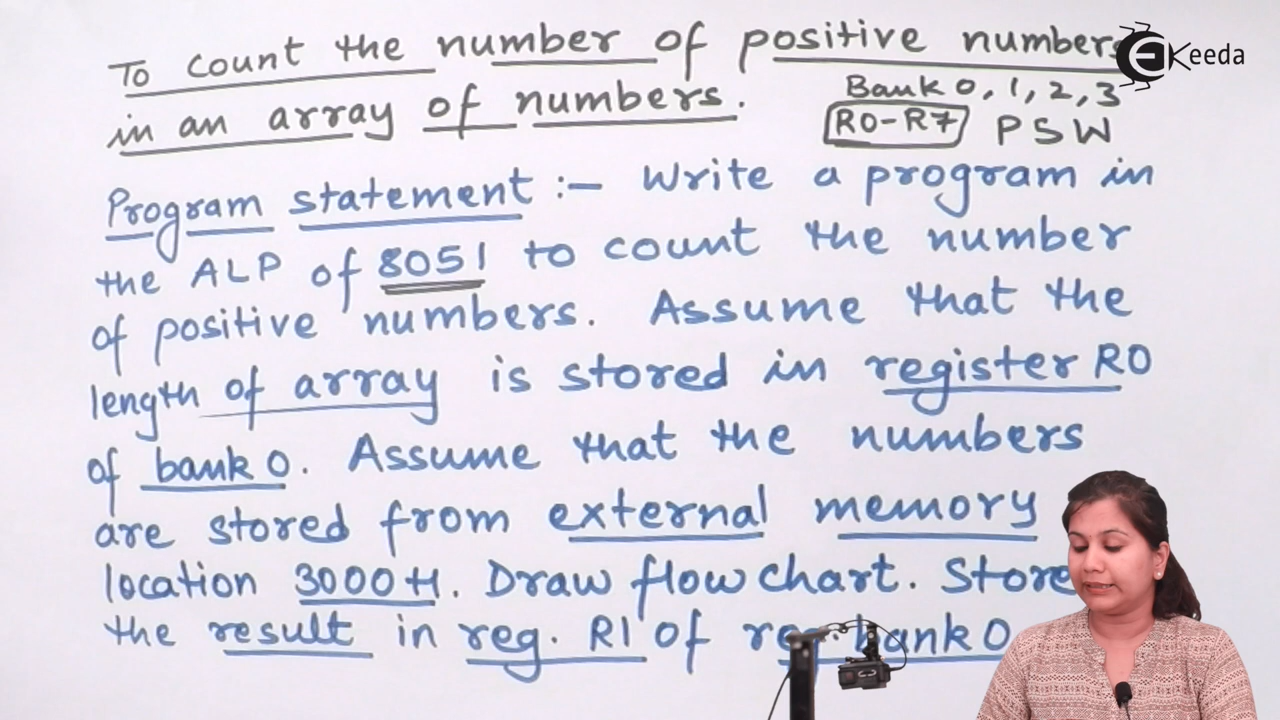 To count the number of positive numbers
in an array of numbers.
EKeeda
Bank 0, 1, 2, 3
R0-R7 PSW
Program statement :- Write a program in
the ALP of 8051 to count the number
of positive numbers. Assume that the
length of array is stored in register R0
of bank 0. Assume that the numbers
are stored from external memory
location 3000H. Draw flow chart. Store
the result in reg. R1 of reg. bank 0